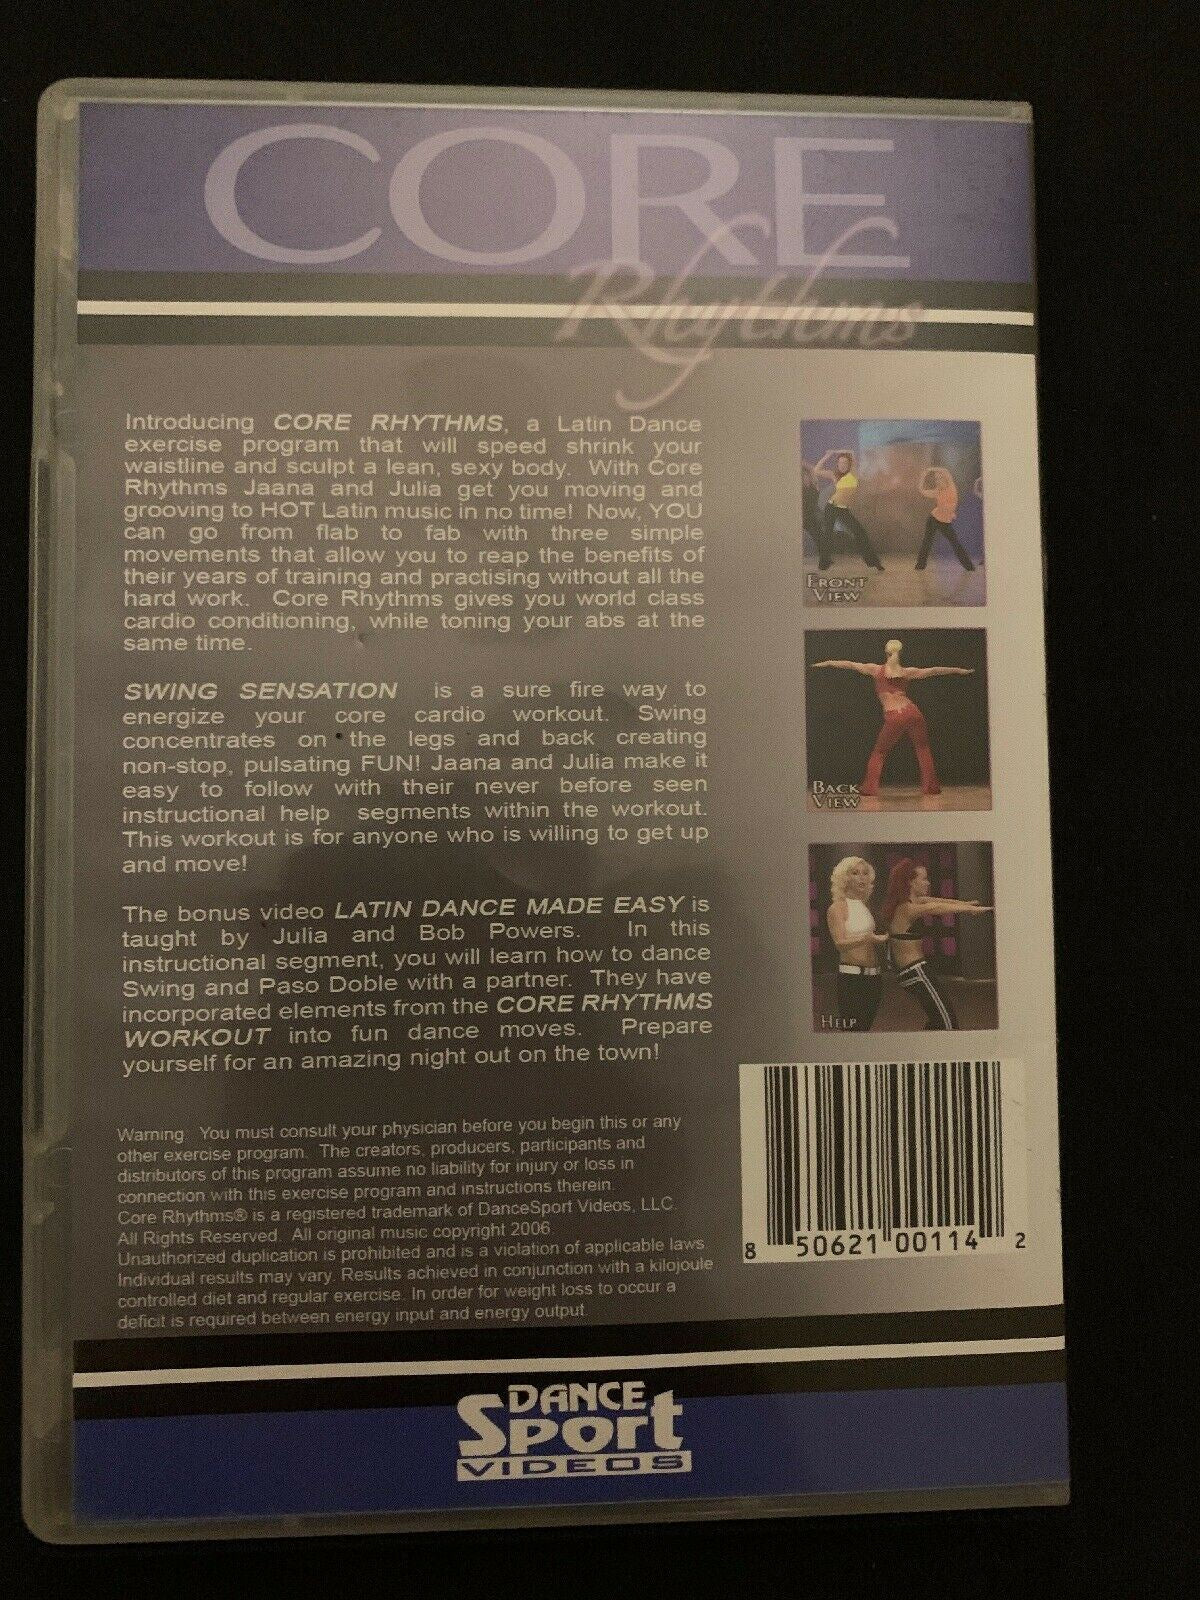 CORE
Rhythms
Introducing CORE RHYTHMS, a Latin Dance
exercise program that will speed shrink your
waistline and sculpt a lean, sexy body. With Core
Rhythms Jaana and Julia get you moving and
grooving to HOT Latin music in no time! Now, YOU
can go from flab to fab with three simple
movements that allow you to reap the benefits of
their years of training and practising without all the
hard work. Core Rhythms gives you world class
cardio conditioning, while toning your abs at the
same time.
SWING SENSATION is a sure fire way to
energize your core cardio workout. Swing
concentrates on the legs and back creating
non-stop, pulsating FUN! Jaana and Julia make it
easy to follow with their never before seen
instructional help segments within the workout.
This workout is for anyone who is willing to get up
and move!
The bonus video LATIN DANCE MADE EASY is
taught by Julia and Bob Powers. In this
instructional segment, you will learn how to dance
Swing and Paso Doble with a partner. They have
incorporated elements from the CORE RHYTHMS
WORKOUT into fun dance moves. Prepare
yourself for an amazing night out on the town!
FRONT
VIEW
BACK
VIEW
HELP
Warning. You must consult your physician before you begin this or any
other exercise program. The creators, producers, participants and
distributors of this program assume no liability for injury or loss in
connection with this exercise program and instructions therein.
Core Rhythms® is a registered trademark of DanceSport Videos, LLC.
All Rights Reserved. All original music copyright 2006.
Unauthorized duplication is prohibited and is a violation of applicable laws.
Individual results may vary. Results achieved in conjunction with a kilojoule
controlled diet and regular exercise. In order for weight loss to occur a
deficit is required between energy input and energy output.
8 50621 00114 2
DANCE
Sport
VIDEOS